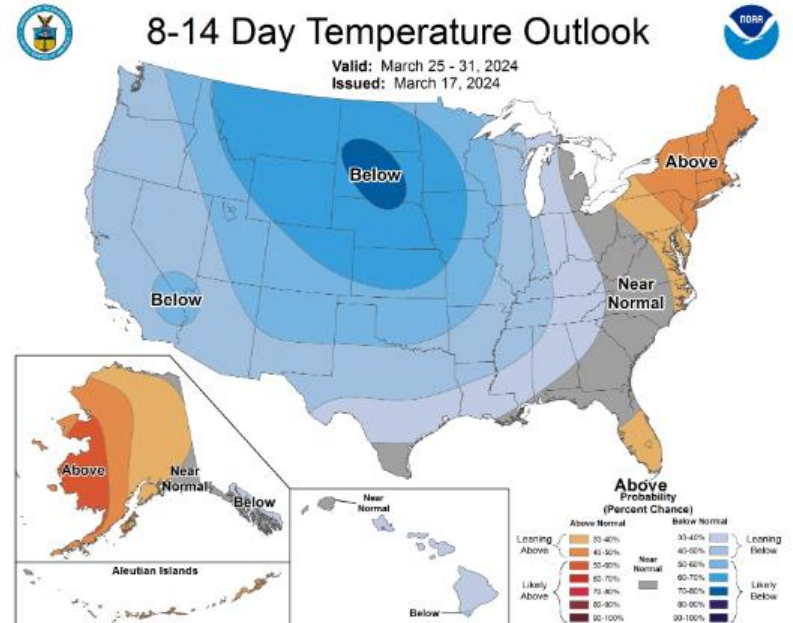 NOAA
8-14 Day Temperature Outlook
Valid: March 25 - 31, 2024
Issued: March 17, 2024
Below
Above
Below
Near
Normal
Above
Above
Near
Normal
Below
Near
Normal
Below
Aleutian Islands
Probability
(Percent Chance)
Above Normal
Below Normal
Leaning
Above
33-40%
40-50%
Likely
Above
50-60%
60-70%
70-80%
80-90%
90-100%
Near
Normal
33-40%
40-50%
Leaning
Below
50-60%
60-70%
70-80%
80-90%
90-100%
Likely
Below